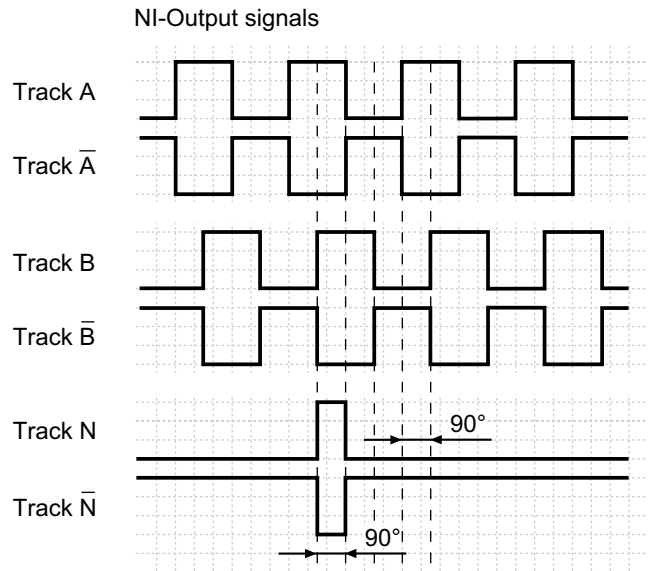 NI-Output signals
Track A
Track A̅
Track B
Track B̅
Track N
90°
Track N̅
90°